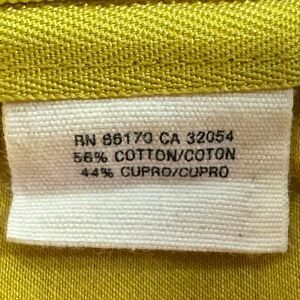 RN 66170 CA 32054
56% COTTON/COTON
44% CUPRO/CUPRO